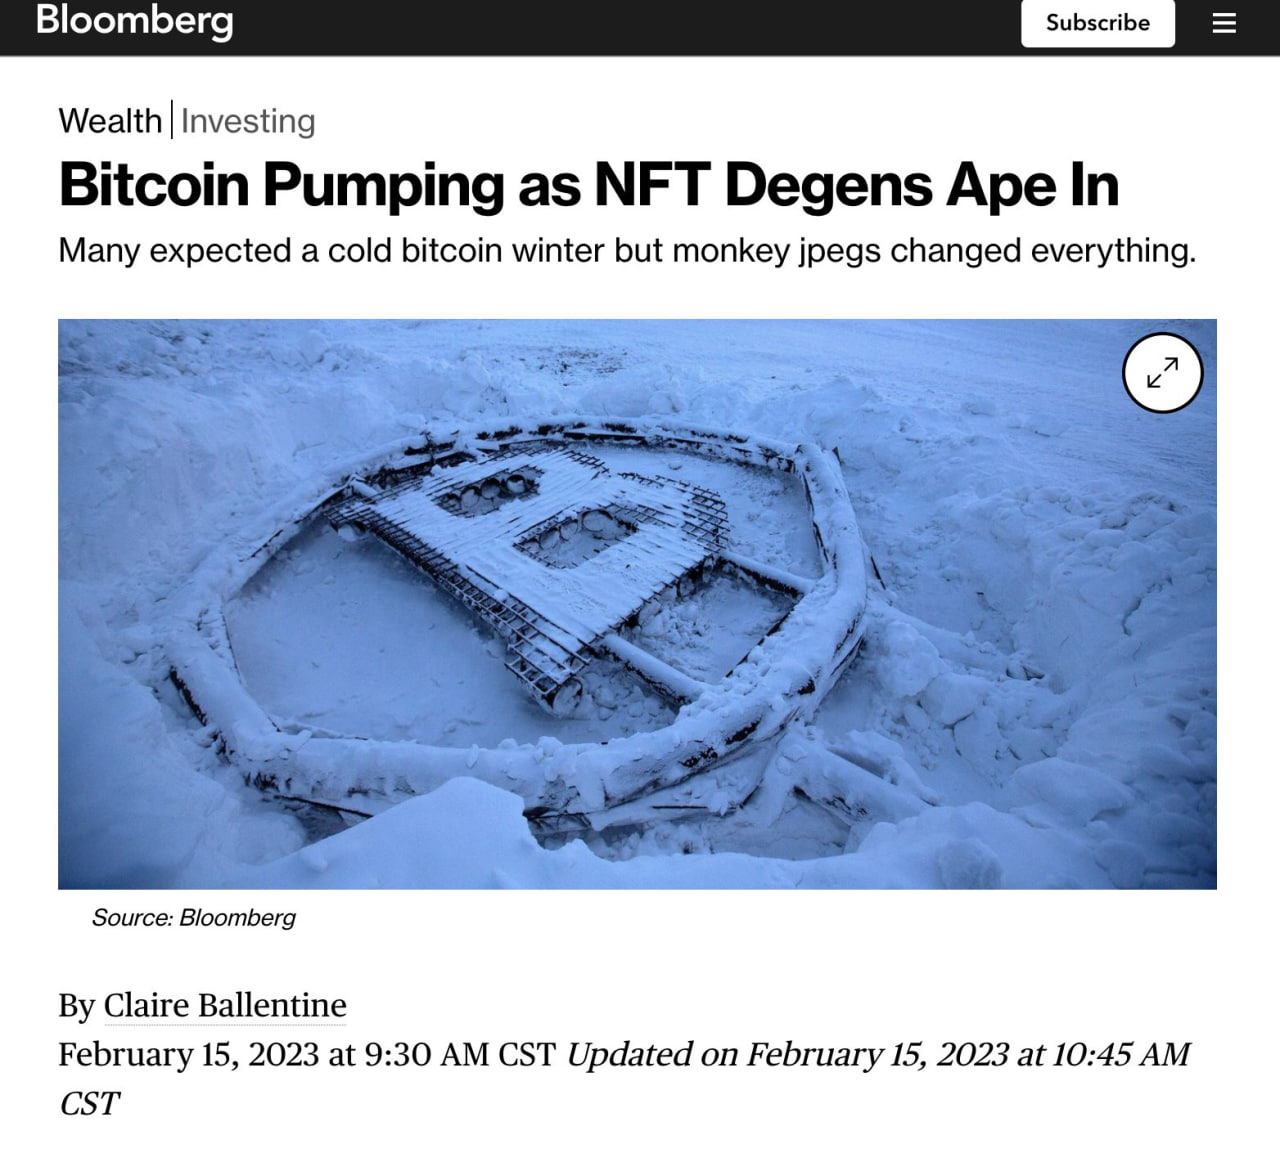 Bloomberg
Subscribe
Wealth | Investing
Bitcoin Pumping as NFT Degens Ape In
Many expected a cold bitcoin winter but monkey jpegs changed everything.
Source: Bloomberg
By Claire Ballentine
February 15, 2023 at 9:30 AM CST Updated on February 15, 2023 at 10:45 AM
CST